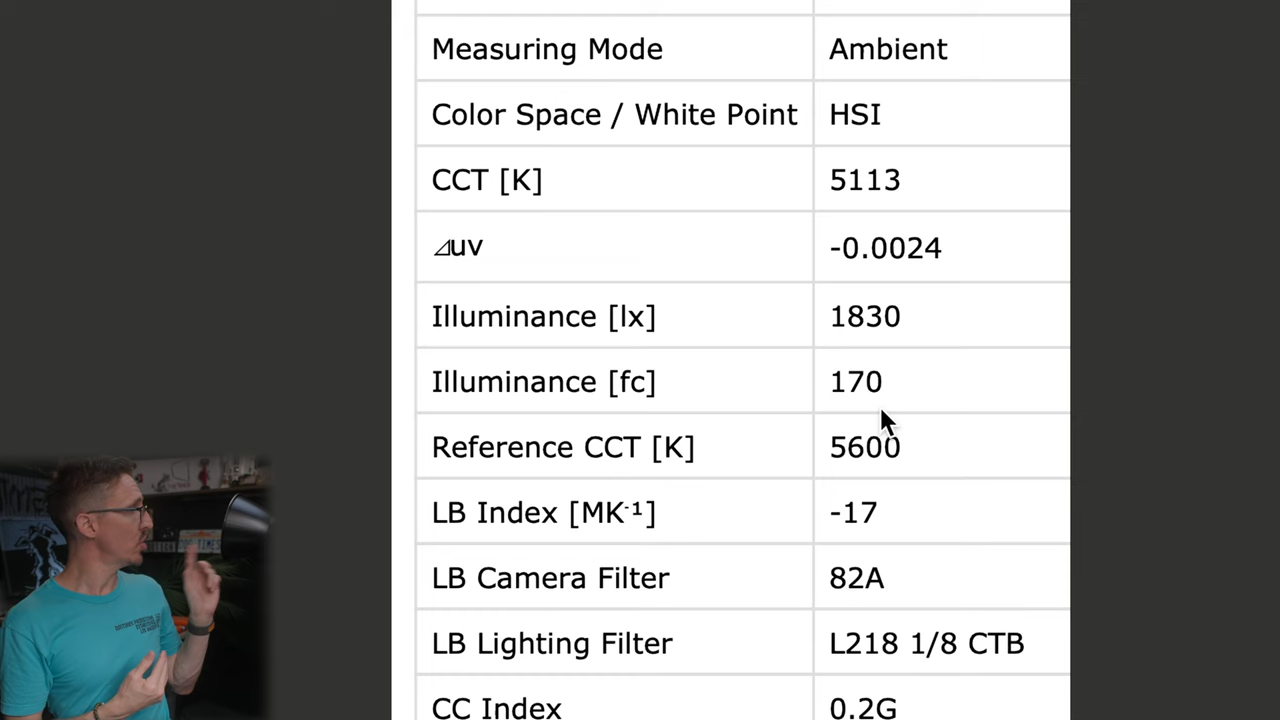 Measuring Mode Ambient
Color Space / White Point HSI
CCT [K] 5113
⊿uv -0.0024
Illuminance [lx] 1830
Illuminance [fc] 170
Reference CCT [K] 5600
LB Index [MK⁻¹] -17
LB Camera Filter 82A
LB Lighting Filter L218 1/8 CTB
CC Index 0.2G